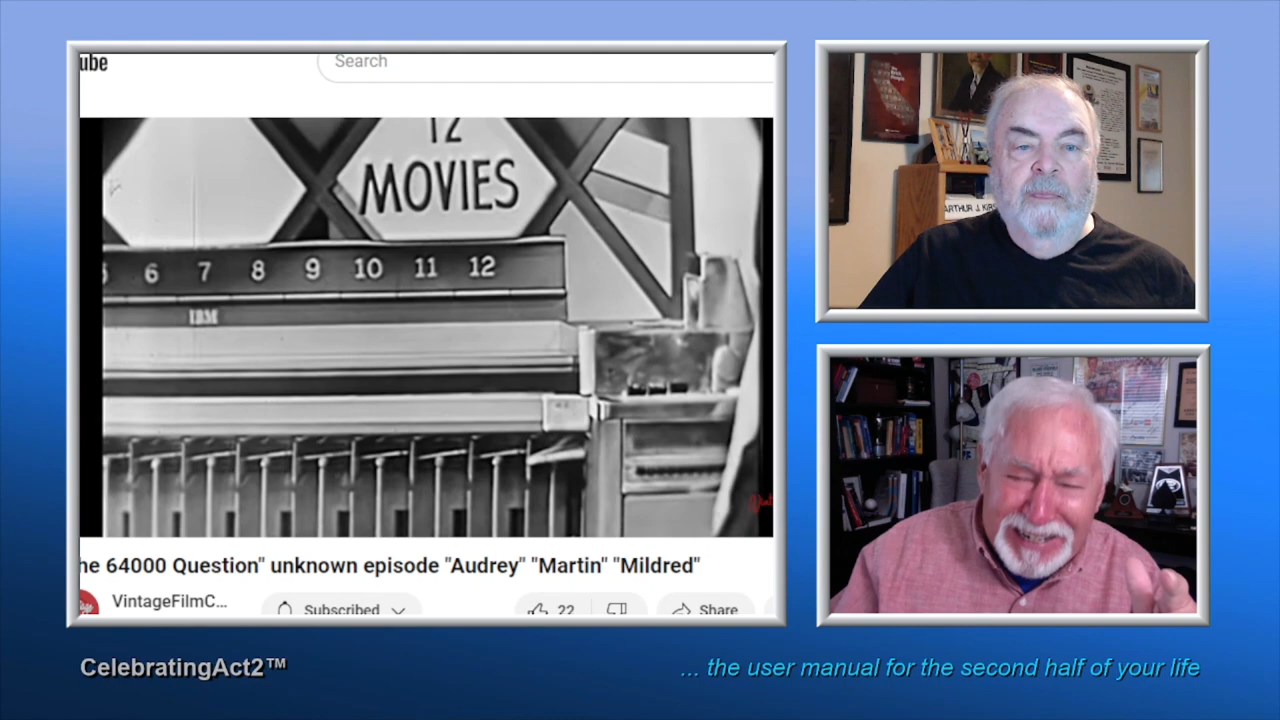 ube
Search
12
MOVIES
6 7 8 9 10 11 12
IBM
he 64000 Question" unknown episode "Audrey" "Martin" "Mildred"
VintageFilmC...
Subscribed
22
Share
ARTHUR J. KIR
CelebratingAct2™
... the user manual for the second half of your life